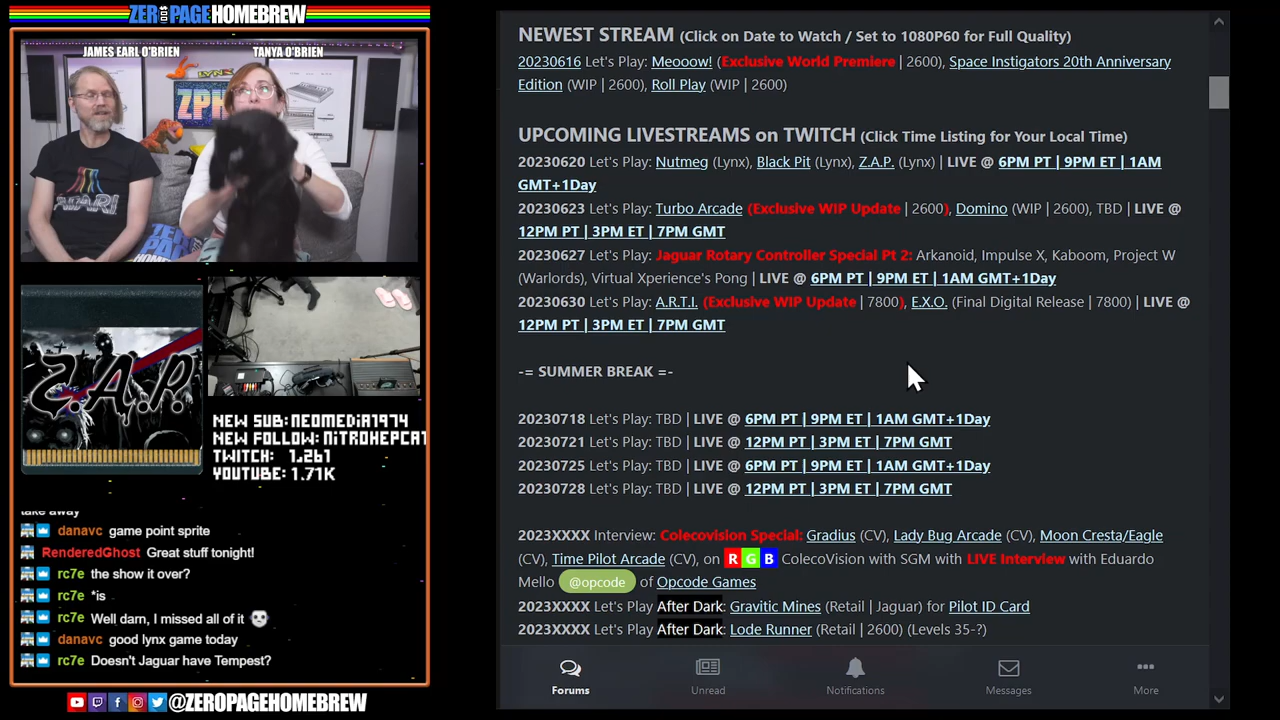 ZERO PAGE HOMEBREW
JAMES EARL O'BRIEN
TANYA O'BRIEN
LYNX
ZPH
ATARI
Z.A.P.
NEW SUB:NEOMEDIA1974
NEW FOLLOW:NITROHEPCAT
TWITCH: 1,261
YOUTUBE: 1.71K
take away
danavc game point sprite
RenderedGhost Great stuff tonight!
rc7e the show it over?
rc7e *is
rc7e Well darn, I missed all of it
danavc good lynx game today
rc7e Doesn't Jaguar have Tempest?
@ZEROPAGEHOMEBREW
NEWEST STREAM (Click on Date to Watch / Set to 1080P60 for Full Quality)
20230616 Let's Play: Meooow! (Exclusive World Premiere | 2600), Space Instigators 20th Anniversary
Edition (WIP | 2600), Roll Play (WIP | 2600)
UPCOMING LIVESTREAMS on TWITCH (Click Time Listing for Your Local Time)
20230620 Let's Play: Nutmeg (Lynx), Black Pit (Lynx), Z.A.P. (Lynx) | LIVE @ 6PM PT | 9PM ET | 1AM
GMT+1Day
20230623 Let's Play: Turbo Arcade (Exclusive WIP Update | 2600), Domino (WIP | 2600), TBD | LIVE @
12PM PT | 3PM ET | 7PM GMT
20230627 Let's Play: Jaguar Rotary Controller Special Pt 2: Arkanoid, Impulse X, Kaboom, Project W
(Warlords), Virtual Xperience's Pong | LIVE @ 6PM PT | 9PM ET | 1AM GMT+1Day
20230630 Let's Play: A.R.T.I. (Exclusive WIP Update | 7800), E.X.O. (Final Digital Release | 7800) | LIVE @
12PM PT | 3PM ET | 7PM GMT
-= SUMMER BREAK =-
20230718 Let's Play: TBD | LIVE @ 6PM PT | 9PM ET | 1AM GMT+1Day
20230721 Let's Play: TBD | LIVE @ 12PM PT | 3PM ET | 7PM GMT
20230725 Let's Play: TBD | LIVE @ 6PM PT | 9PM ET | 1AM GMT+1Day
20230728 Let's Play: TBD | LIVE @ 12PM PT | 3PM ET | 7PM GMT
2023XXXX Interview: Colecovision Special: Gradius (CV), Lady Bug Arcade (CV), Moon Cresta/Eagle
(CV), Time Pilot Arcade (CV), on R G B ColecoVision with SGM with LIVE Interview with Eduardo
Mello @opcode of Opcode Games
2023XXXX Let's Play After Dark: Gravitic Mines (Retail | Jaguar) for Pilot ID Card
2023XXXX Let's Play After Dark: Lode Runner (Retail | 2600) (Levels 35-?)
Forums
Unread
Notifications
Messages
More